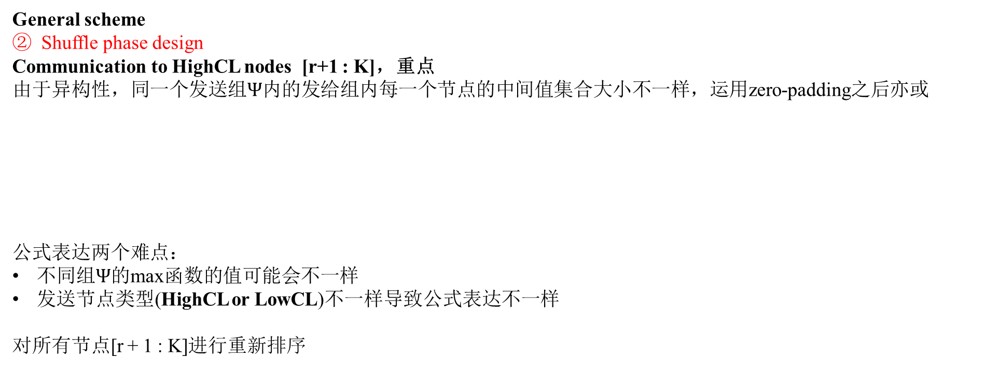 General scheme
② Shuffle phase design
Communication to HighCL nodes [r+1 : K]，重点
由于异构性，同一个发送组Ψ内的发给组内每一个节点的中间值集合大小不一样，运用zero-padding之后亦或
公式表达两个难点：
• 不同组Ψ的max函数的值可能会不一样
• 发送节点类型(HighCL or LowCL)不一样导致公式表达不一样
对所有节点[r + 1 : K]进行重新排序